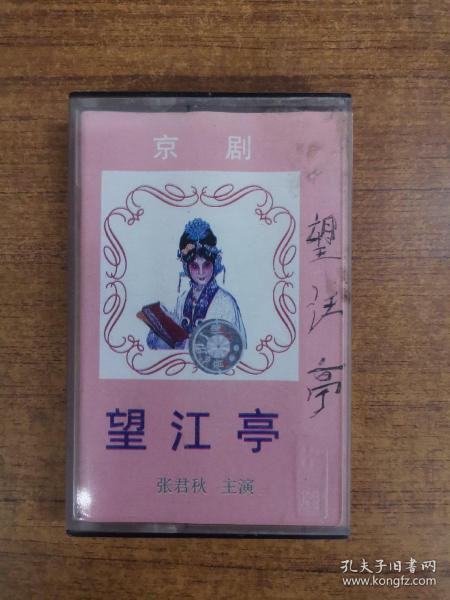 京 剧
望江亭
张君秋 主演
望江亭
孔夫子旧书网
www.kongfz.com